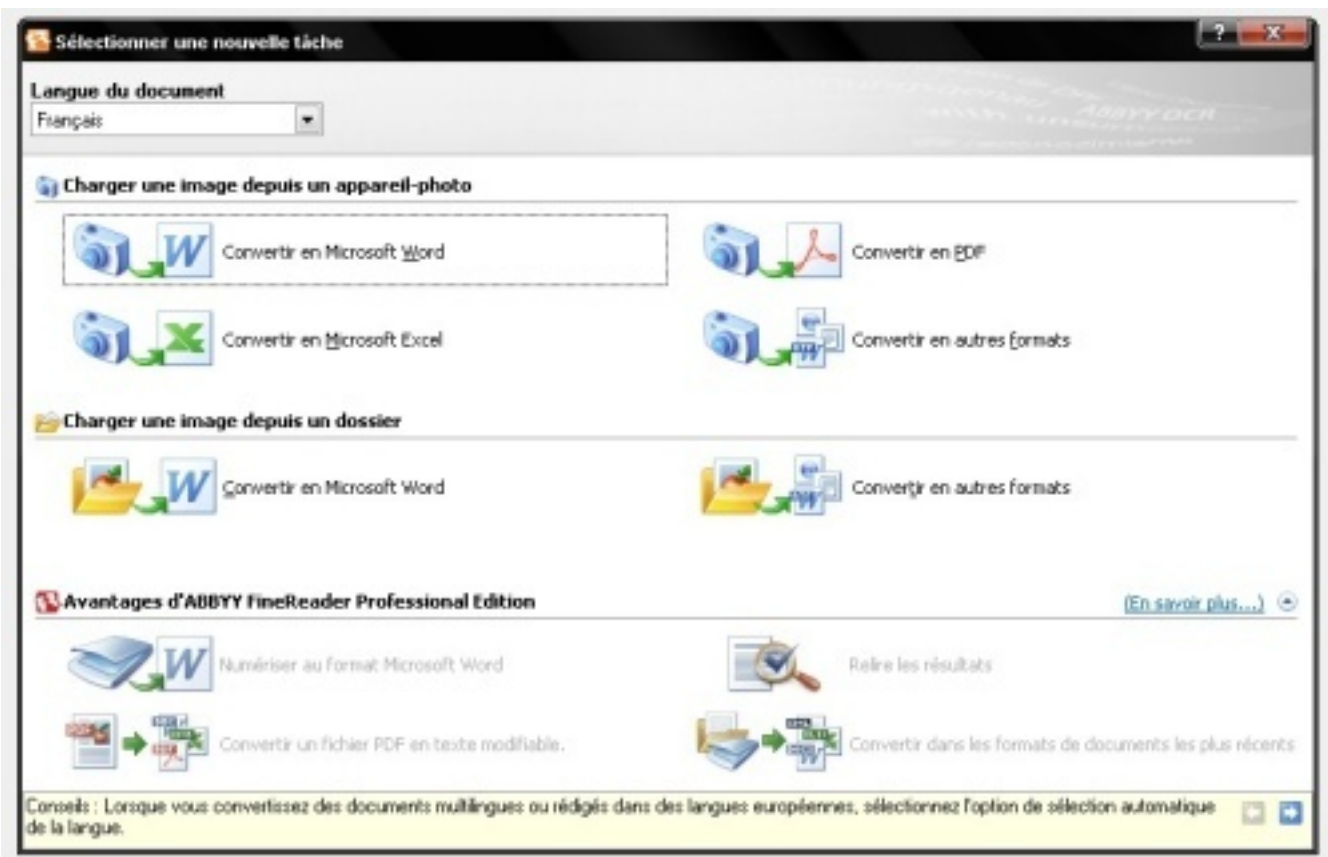 Sélectionner une nouvelle tâche
Langue du document
Français
ABBYY OCR
Charger une image depuis un appareil-photo
Convertir en Microsoft Word
Convertir en PDF
Convertir en Microsoft Excel
Convertir en autres formats
Charger une image depuis un dossier
Convertir en Microsoft Word
Convertir en autres formats
Avantages d'ABBYY FineReader Professional Edition
(En savoir plus...)
Numériser au format Microsoft Word
Relire les résultats
Convertir un fichier PDF en texte modifiable.
Convertir dans les formats de documents les plus récents
Conseils : Lorsque vous convertissez des documents multilingues ou rédigés dans des langues européennes, sélectionnez l'option de sélection automatique
de la langue.